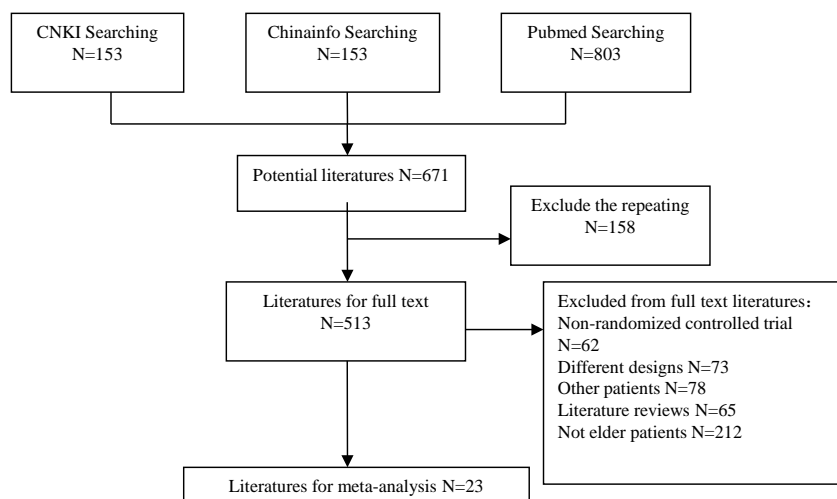 CNKI Searching
N=153
Chinainfo Searching
N=153
Pubmed Searching
N=803
Potential literatures N=671
Exclude the repeating
N=158
Literatures for full text
N=513
Excluded from full text literatures：
Non-randomized controlled trial
N=62
Different designs N=73
Other patients N=78
Literature reviews N=65
Not elder patients N=212
Literatures for meta-analysis N=23